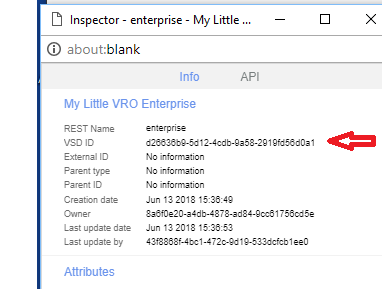 Inspector - enterprise - My Little VRO ...
about:blank
Info API
My Little VRO Enterprise
REST Name enterprise
VSD ID d26636b9-5d12-4cdb-9a58-2919fd56d0a1
External ID No information
Parent type No information
Parent ID No information
Creation date Jun 13 2018 15:36:49
Owner 8a6f0e20-a4db-4878-ad84-9cc61756cd5e
Last update date Jun 13 2018 15:36:53
Last update by 43f8868f-4bc1-472c-9d19-533dcfcb1ee0
Attributes